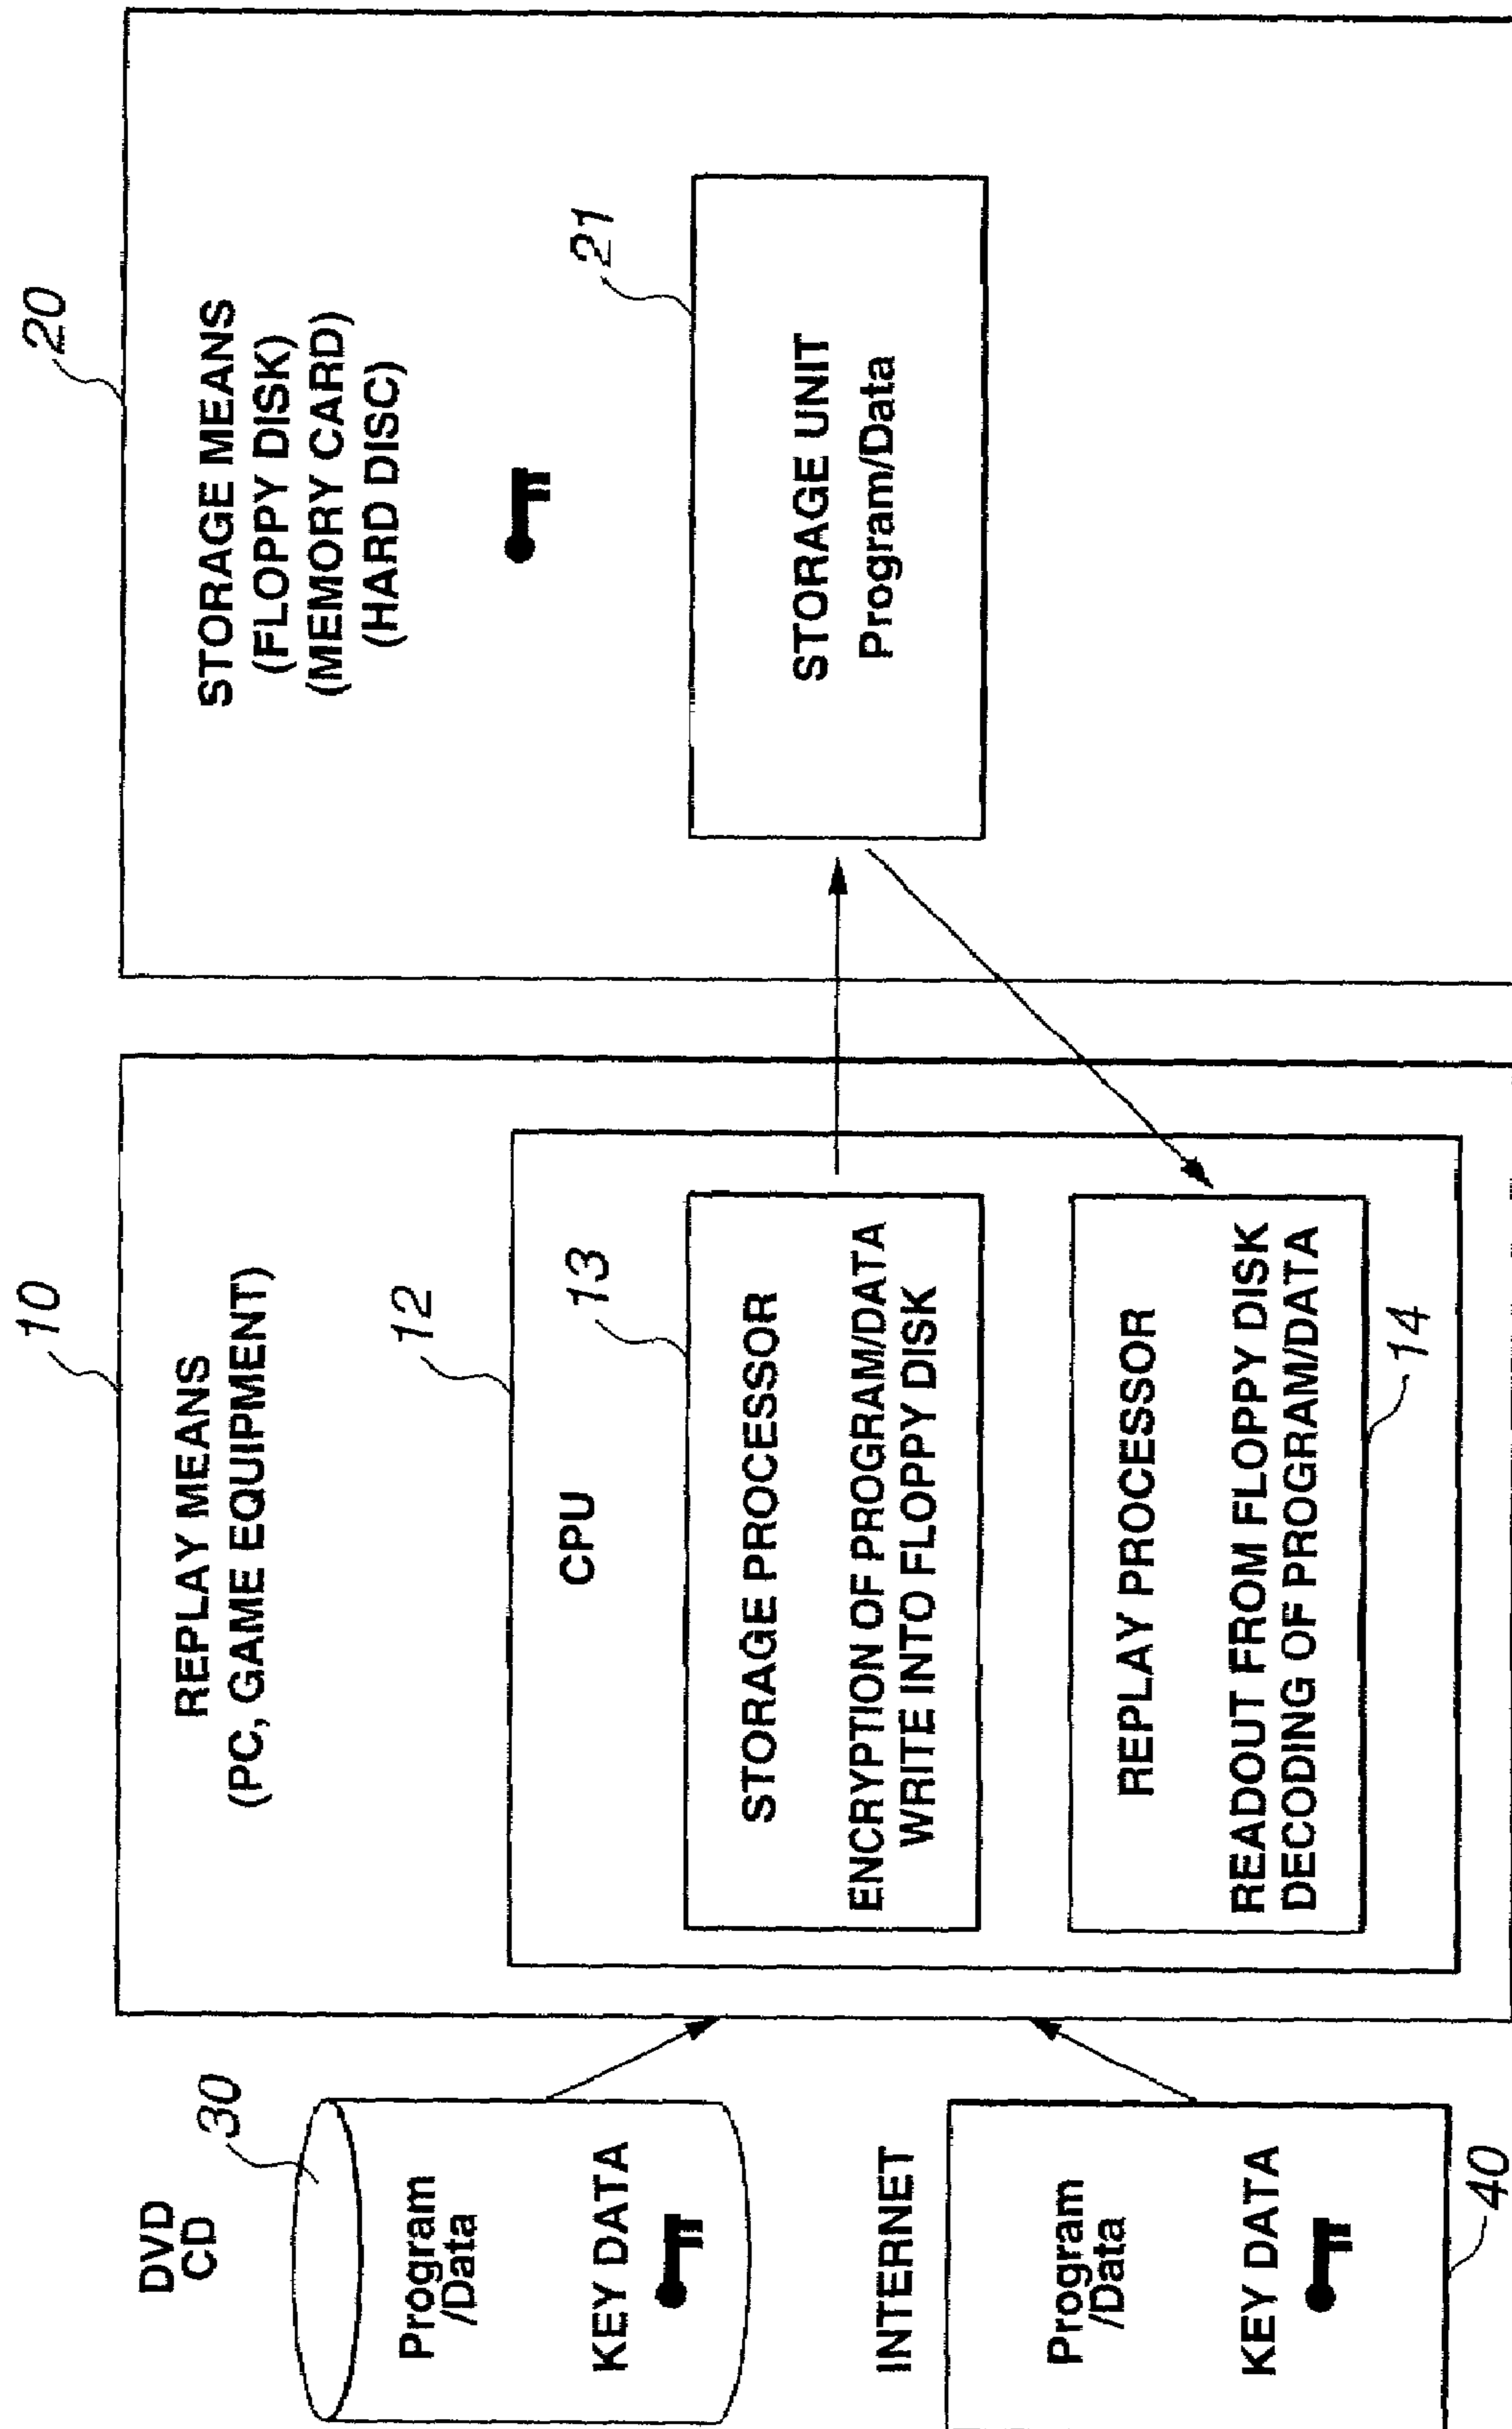 DVD
CD
30
Program
/Data
KEY DATA
INTERNET
Program
/Data
KEY DATA
40
10
REPLAY MEANS
(PC, GAME EQUIPMENT)
12
CPU
13
STORAGE PROCESSOR
ENCRYPTION OF PROGRAM/DATA
WRITE INTO FLOPPY DISK
REPLAY PROCESSOR
READOUT FROM FLOPPY DISK
DECODING OF PROGRAM/DATA
14
20
STORAGE MEANS
(FLOPPY DISK)
(MEMORY CARD)
(HARD DISC)
21
STORAGE UNIT
Program/Data